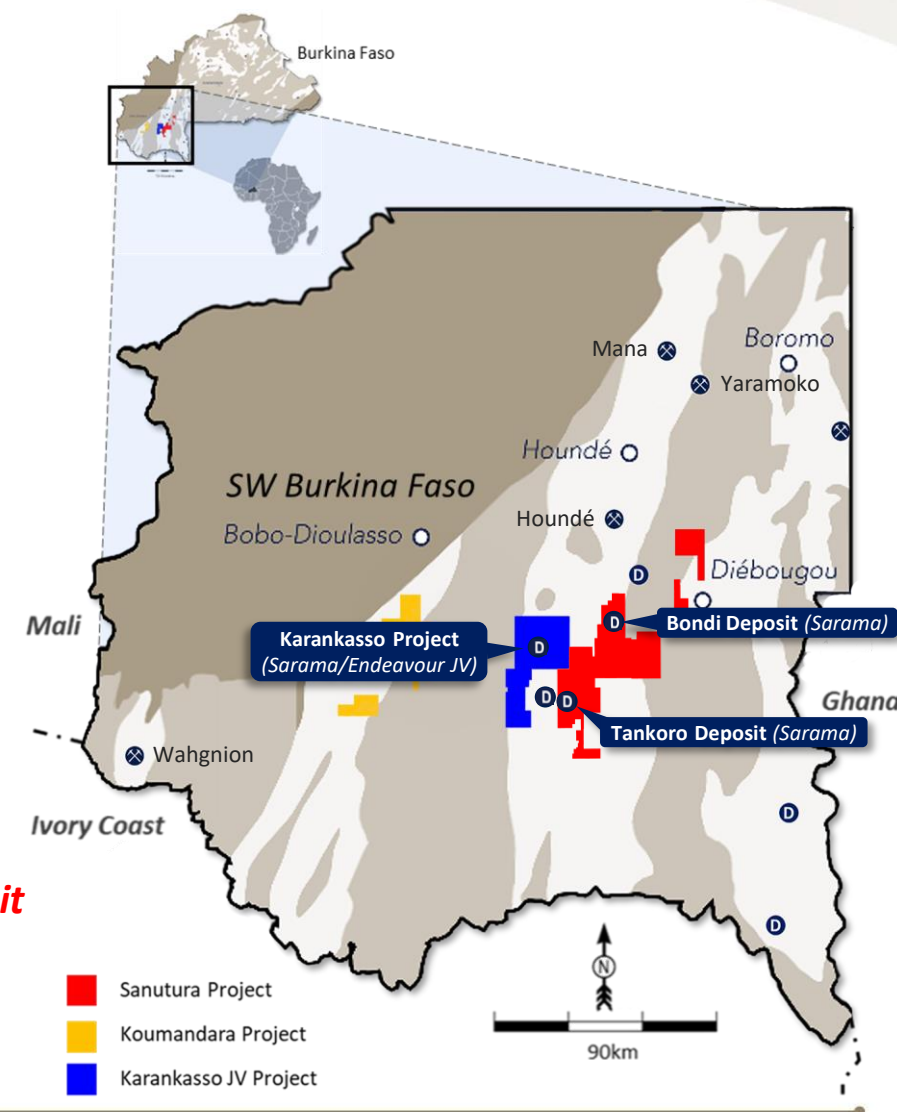 Burkina Faso
Mana
Boromo
Yaramoko
Houndé
SW Burkina Faso
Houndé
Bobo-Dioulasso
Diébougou
Mali
D
D
Bondi Deposit (Sarama)
Karankasso Project
(Sarama/Endeavour JV)
D
Ghana
D
D
Tankoro Deposit (Sarama)
Wahgnion
D
Ivory Coast
it
D
N
Sanutura Project
Koumandara Project
90km
Karankasso JV Project